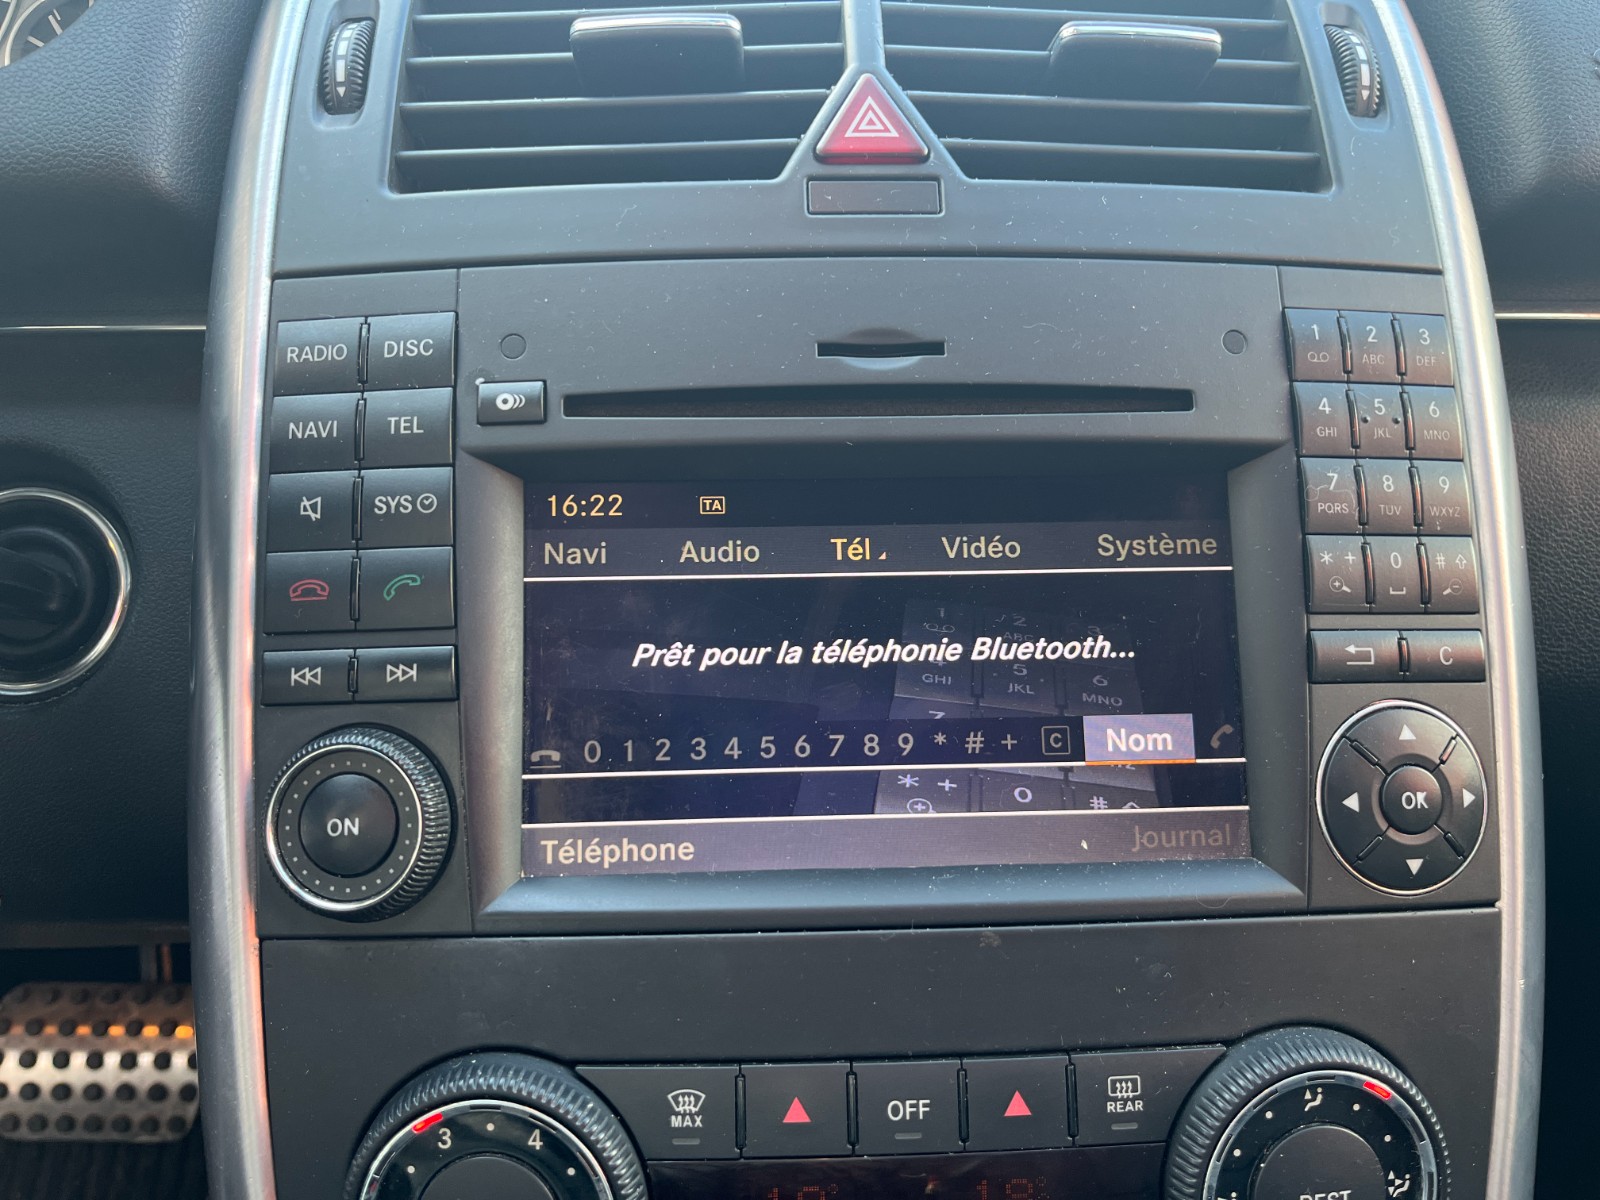 RADIO DISC
NAVI TEL
SYS
ON
16:22 TA
Navi Audio Tél Vidéo Système
Prêt pour la téléphonie Bluetooth...
0 1 2 3 4 5 6 7 8 9 * # + C Nom
Téléphone Journal
1 2 3
QO ABC DEF
4 5 6
GHI JKL MNO
7 8 9
PQRS TUV WXYZ
* + 0 #
C
OK
3 4
MAX OFF REAR
REST